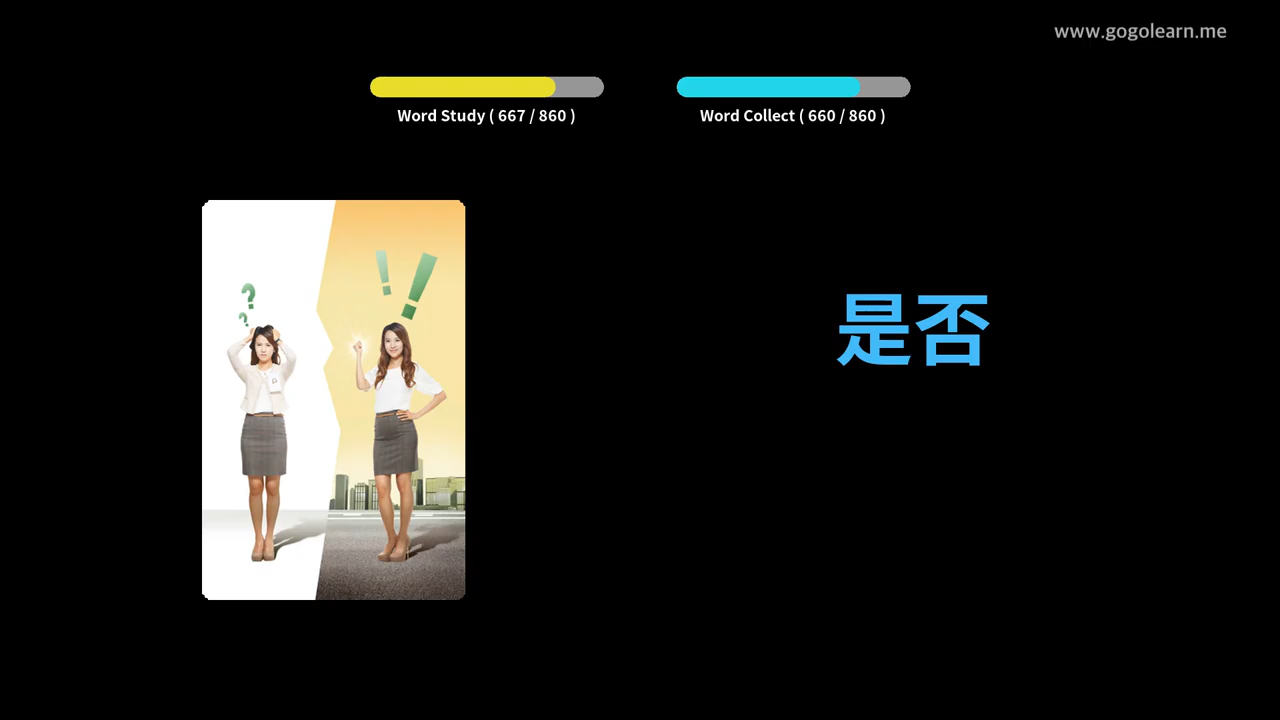 www.gogolearn.me
Word Study ( 667 / 860 )
Word Collect ( 660 / 860 )
? ?
! !
是否